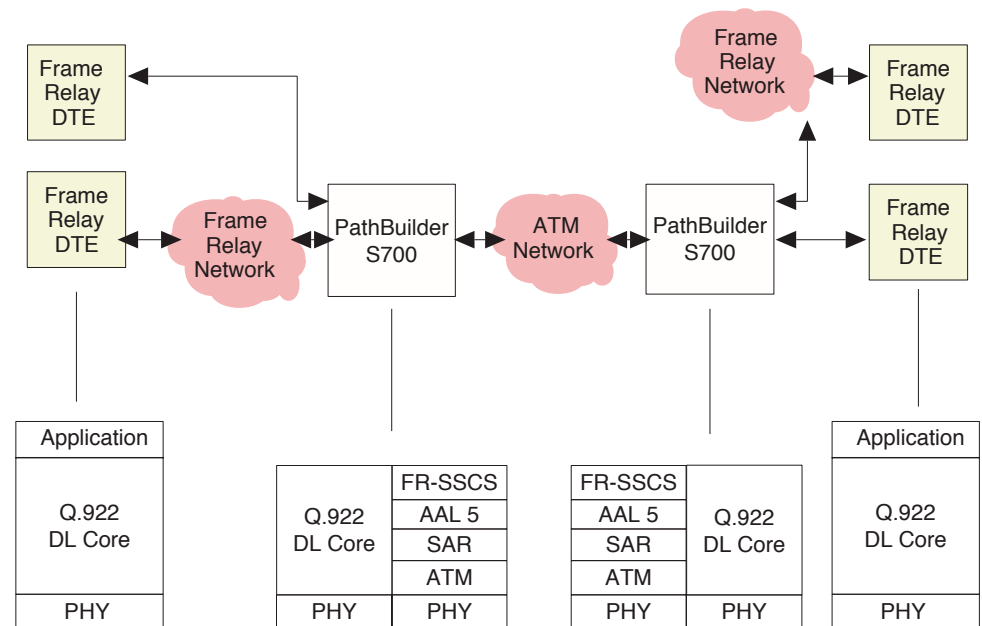 Frame
Relay
DTE
Frame
Relay
Network
Frame
Relay
DTE
Frame
Relay
DTE
Frame
Relay
Network
PathBuilder
S700
ATM
Network
PathBuilder
S700
Frame
Relay
DTE
Application
Q.922
DL Core
PHY
Q.922
DL Core
PHY
FR-SSCS
AAL 5
SAR
ATM
PHY
FR-SSCS
AAL 5
SAR
ATM
PHY
Q.922
DL Core
PHY
Application
Q.922
DL Core
PHY